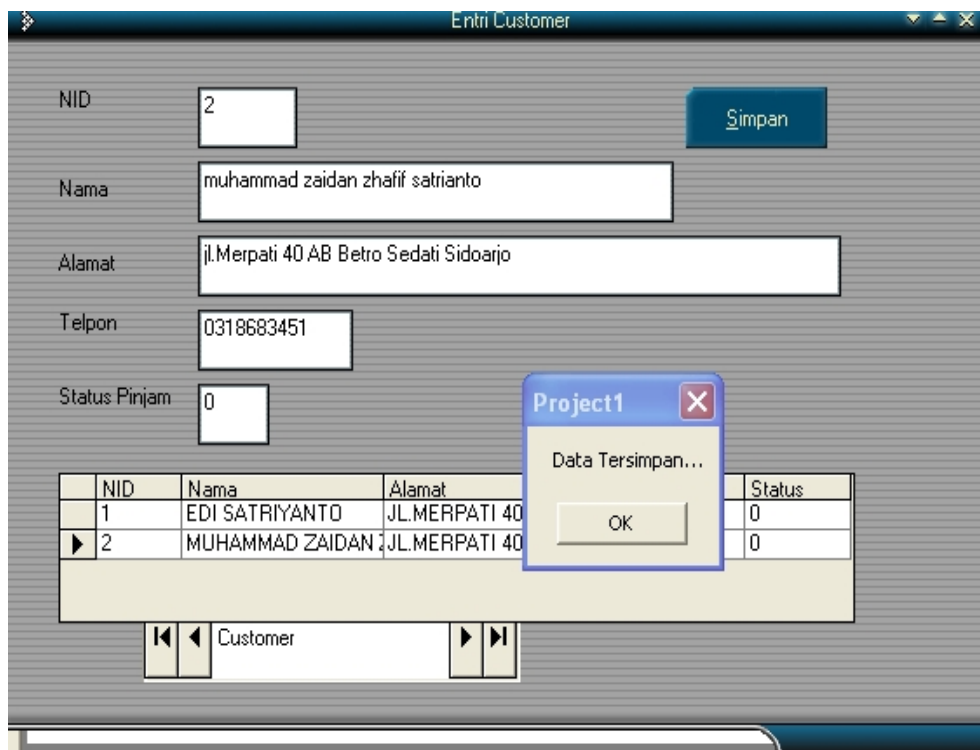 Entri Customer
NID
2
Simpan
Nama
muhammad zaidan zhafif satrianto
Alamat
jl.Merpati 40 AB Betro Sedati Sidoarjo
Telpon
0318683451
Status Pinjam
0
Project1
Data Tersimpan...
OK
NID Nama Alamat Status
1 EDI SATRIYANTO JL.MERPATI 40 0
2 MUHAMMAD ZAIDAN JL.MERPATI 40 0
Customer